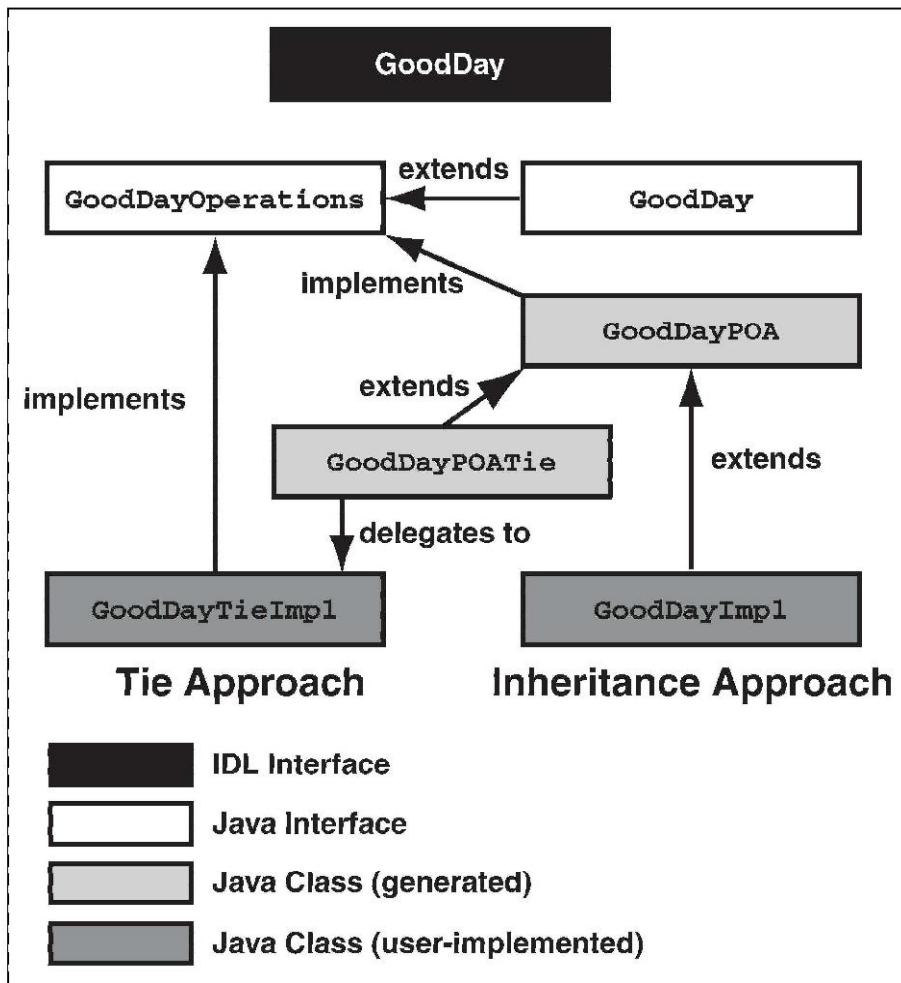 GoodDay
extends
GoodDayOperations
GoodDay
implements
GoodDayPOA
extends
implements
GoodDayPOATie
extends
delegates to
GoodDayTieImpl
GoodDayImpl
Tie Approach
Inheritance Approach
IDL Interface
Java Interface
Java Class (generated)
Java Class (user-implemented)